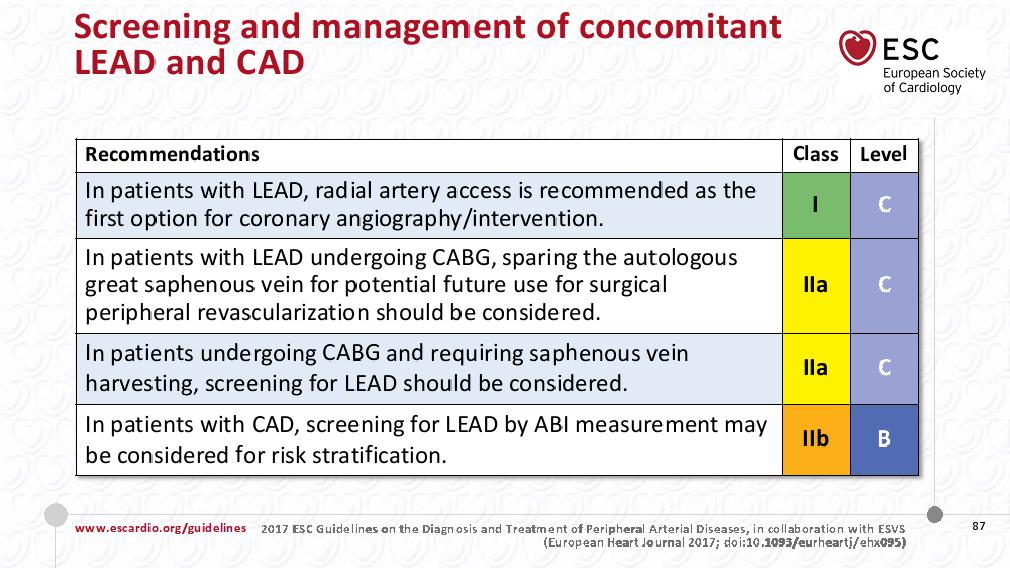 Screening and management of concomitant
LEAD and CAD
ESC
European Society
of Cardiology
Recommendations Class Level
In patients with LEAD, radial artery access is recommended as the
first option for coronary angiography/intervention.
I C
In patients with LEAD undergoing CABG, sparing the autologous
great saphenous vein for potential future use for surgical
peripheral revascularization should be considered.
IIa C
In patients undergoing CABG and requiring saphenous vein
harvesting, screening for LEAD should be considered.
IIa C
In patients with CAD, screening for LEAD by ABI measurement may
be considered for risk stratification.
IIb B
www.escardio.org/guidelines 2017 ESC Guidelines on the Diagnosis and Treatment of Peripheral Arterial Diseases, in collaboration with ESVS
(European Heart Journal 2017; doi:10.1093/eurheartj/ehx095)
87